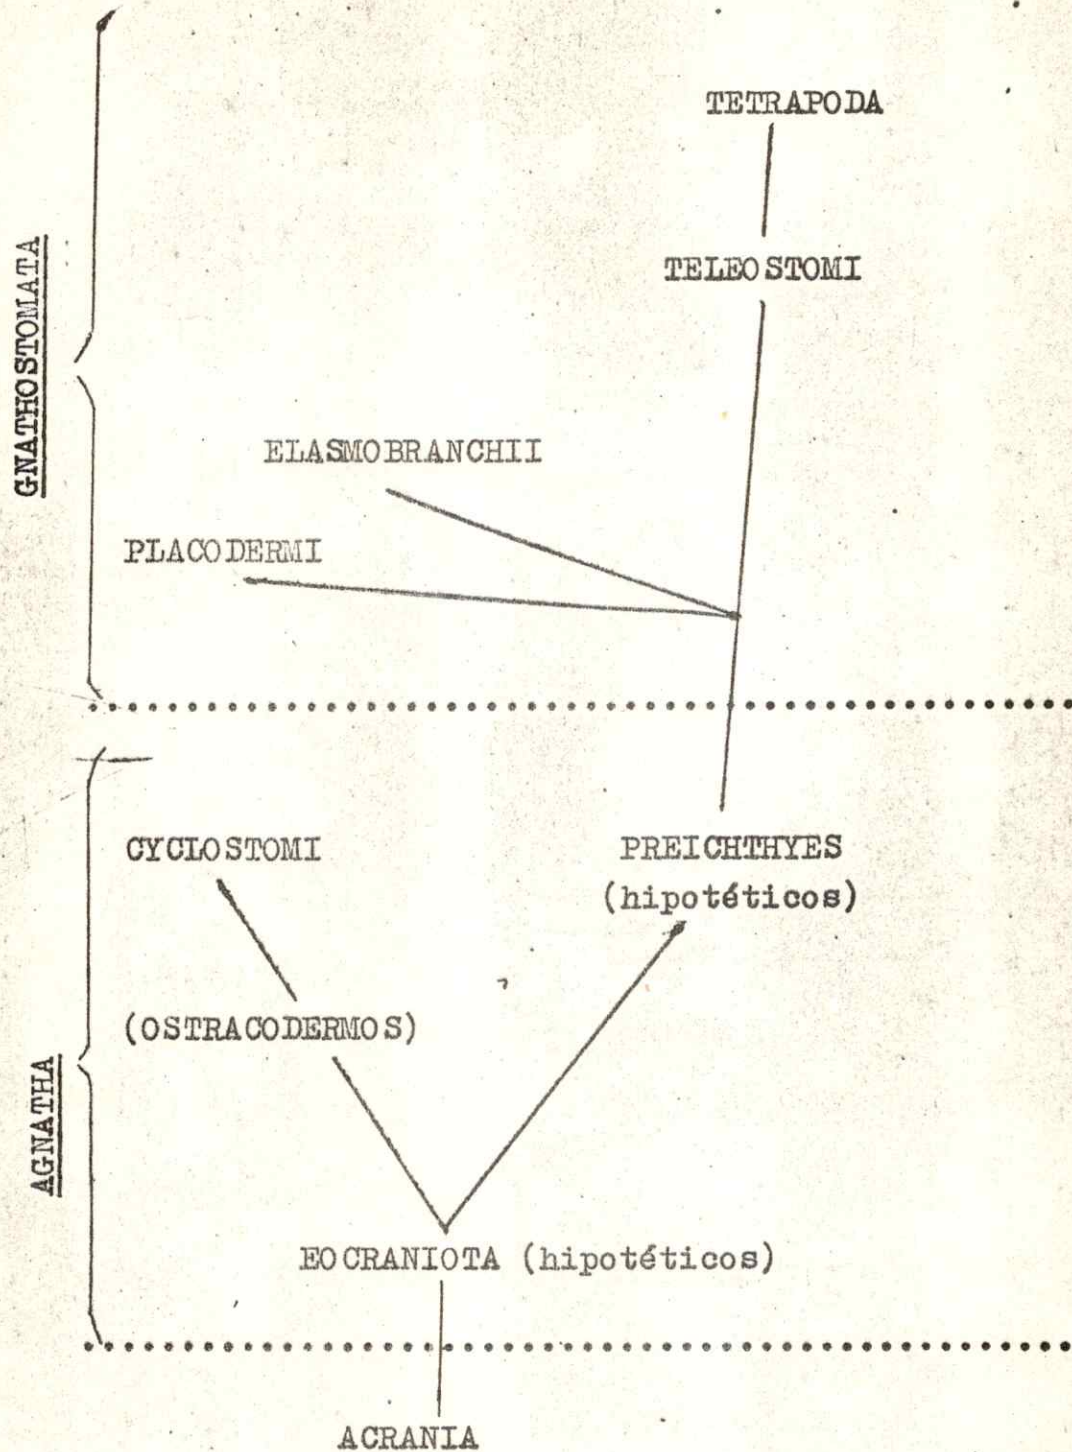 TETRAPODA
TELEOSTOMI
GNATHOSTOMATA
ELASMOBRANCHII
PLACODERMI
CYCLOSTOMI
PREICHTHYES
(hipotéticos)
(OSTRACODERMOS)
AGNATHA
EOCRANIOTA (hipotéticos)
ACRANIA